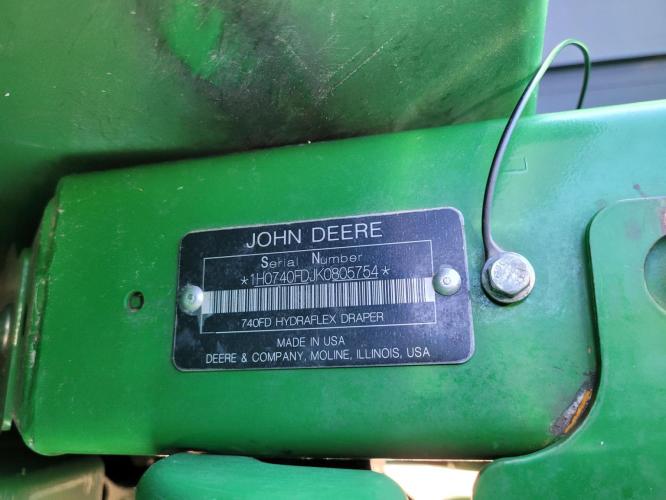 JOHN DEERE
Serial Number
*1H0740FDJK0805754*
740FD HYDRAFLEX DRAPER
MADE IN USA
DEERE & COMPANY, MOLINE, ILLINOIS, USA